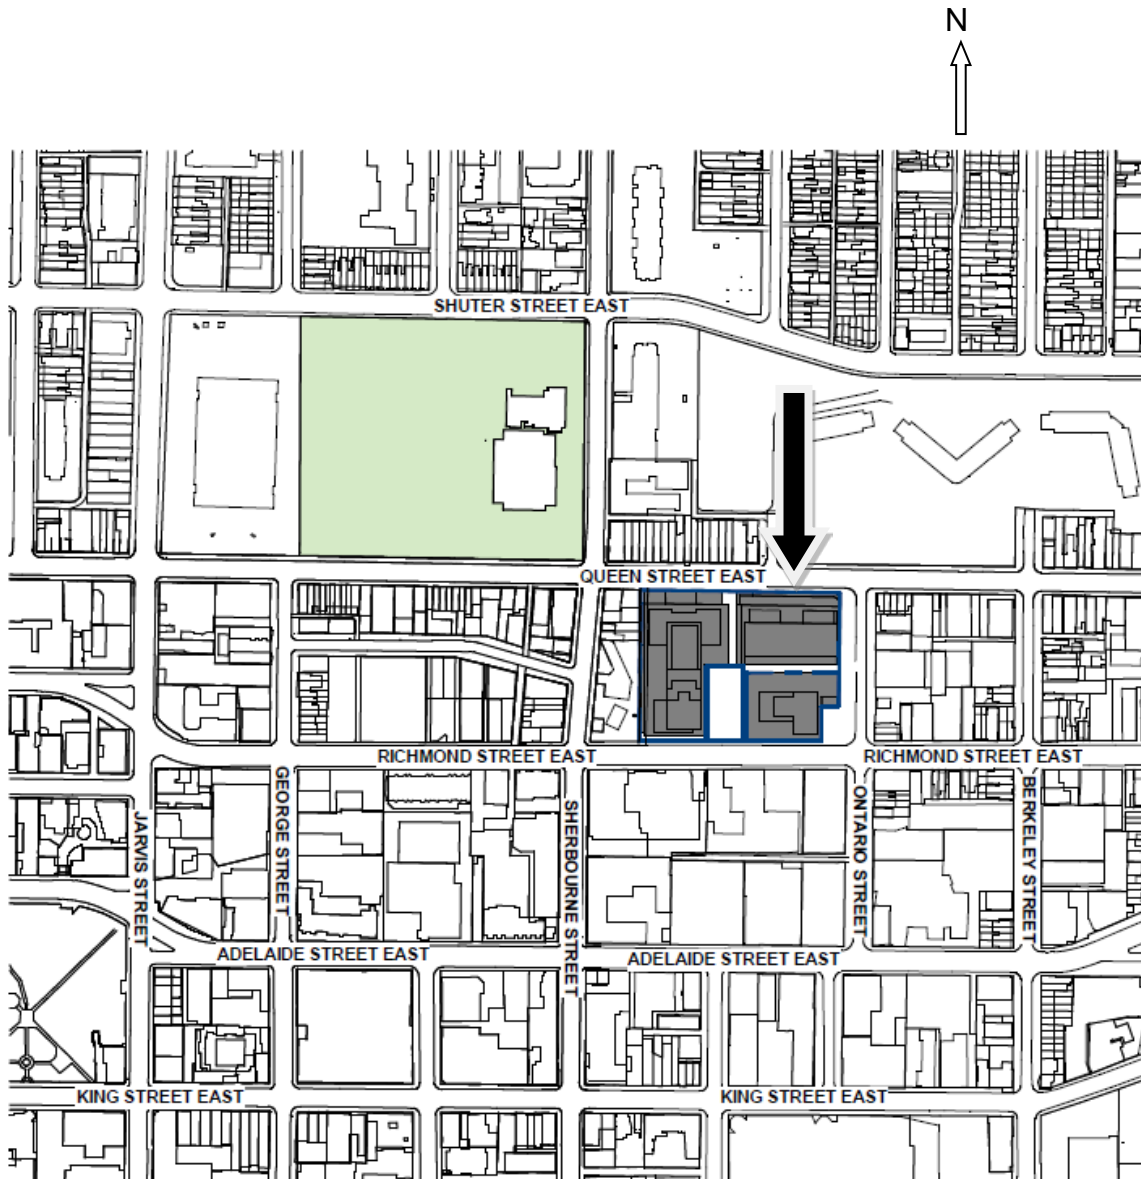 N
SHUTER STREET EAST
QUEEN STREET EAST
RICHMOND STREET EAST
RICHMOND STREET EAST
JARVIS STREET
GEORGE STREET
SHERBOURNE STREET
ONTARIO STREET
BERKELEY STREET
ADELAIDE STREET EAST
ADELAIDE STREET EAST
KING STREET EAST
KING STREET EAST